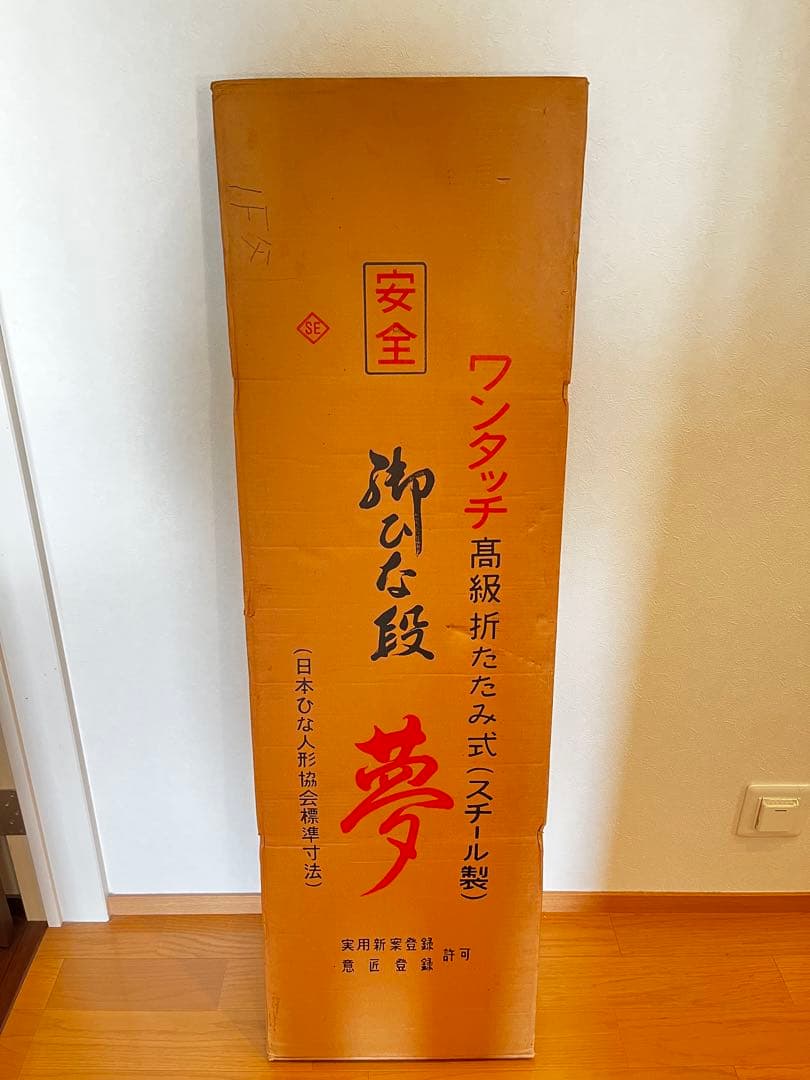 ワンタッチ髙級折たたみ式(スチール製)
安全
御ひな段
夢
SE
(日本ひな人形協会標準寸法)
実用新案登録
意匠登録
許可